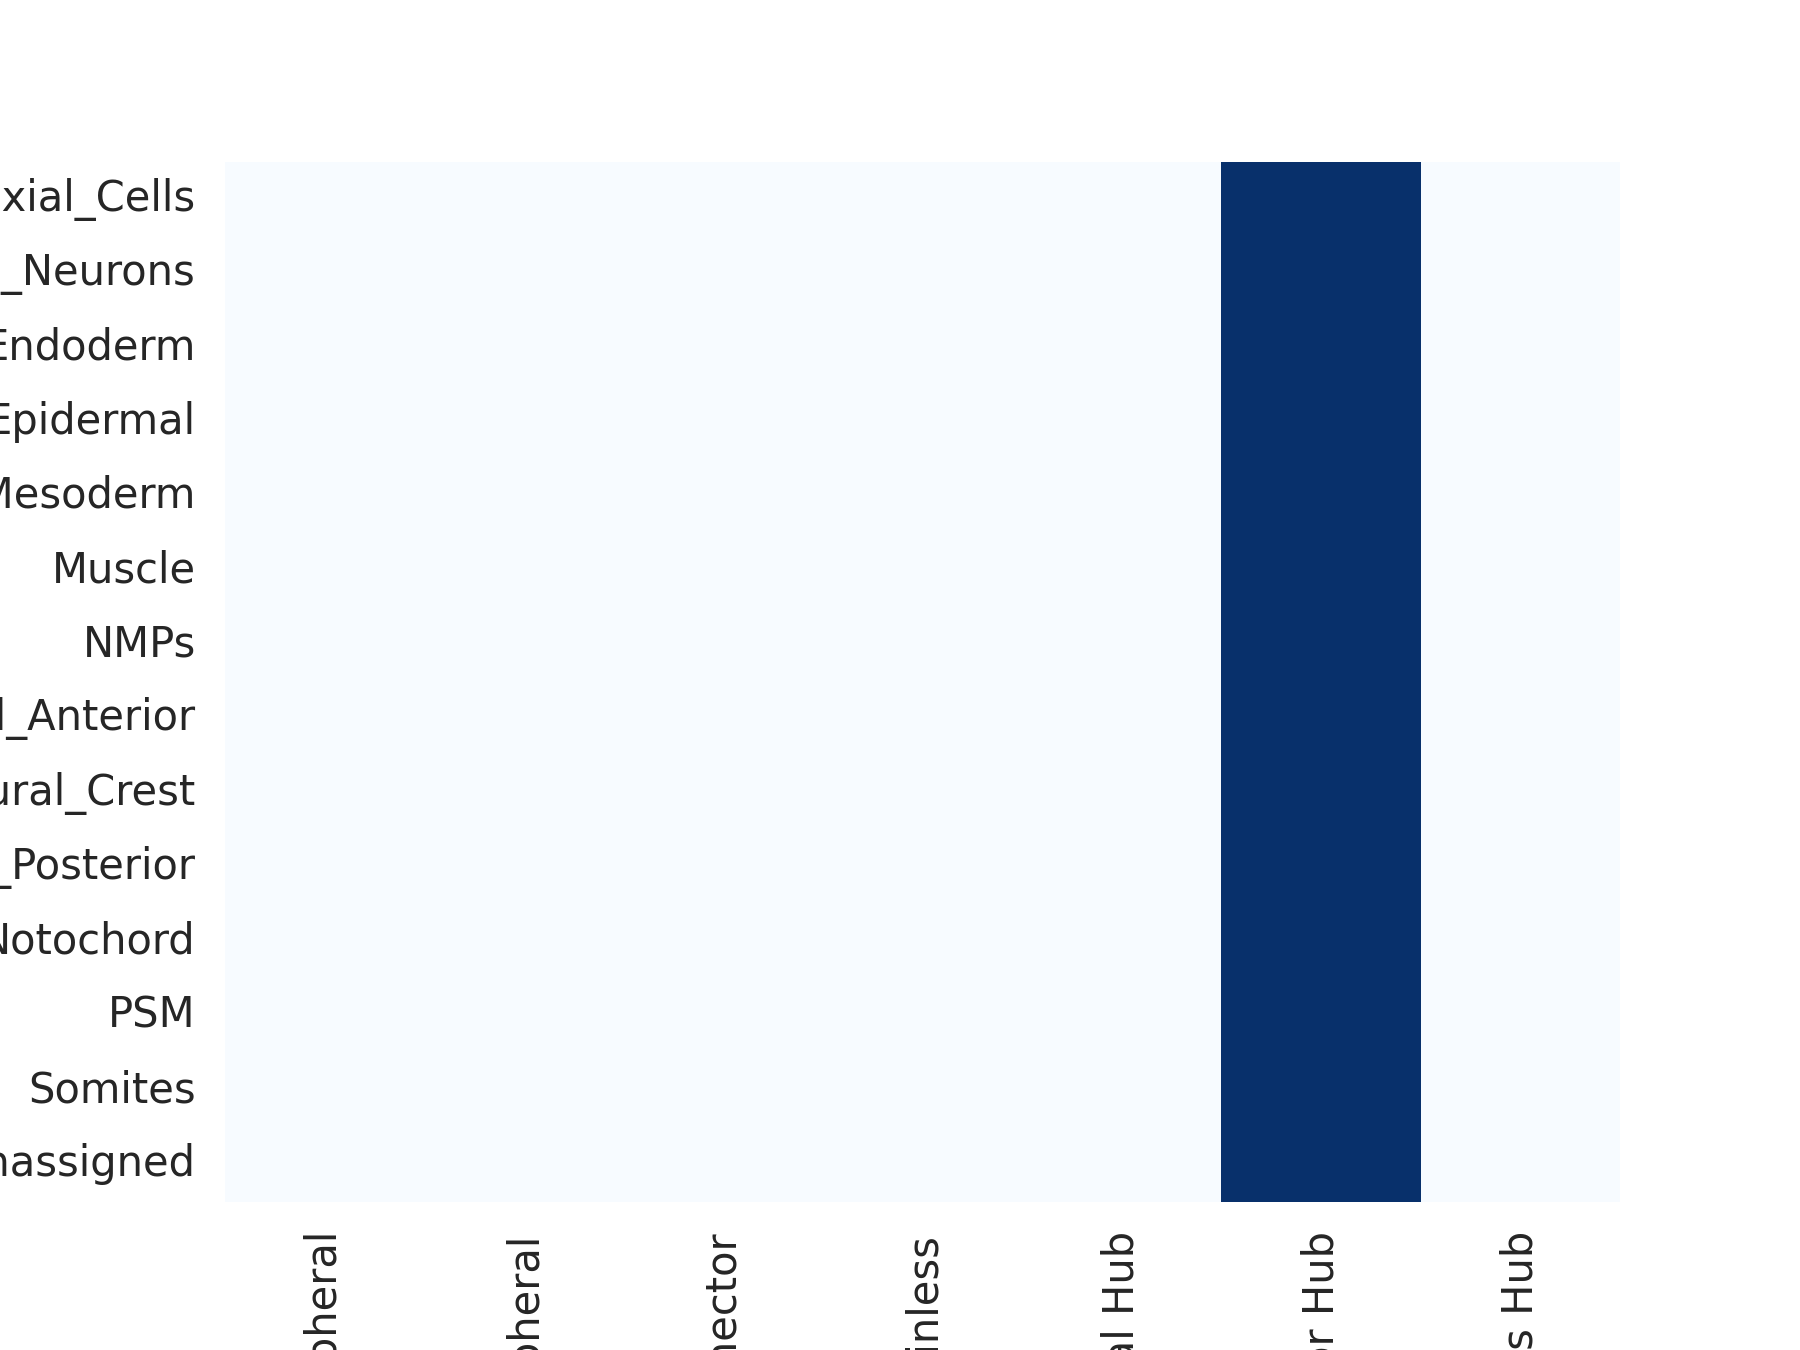 xial_Cells
_Neurons
Endoderm
Epidermal
Mesoderm
Muscle
NMPs
l_Anterior
ural_Crest
_Posterior
Notochord
PSM
Somites
nassigned
pheral
pheral
nector
inless
al Hub
or Hub
s Hub